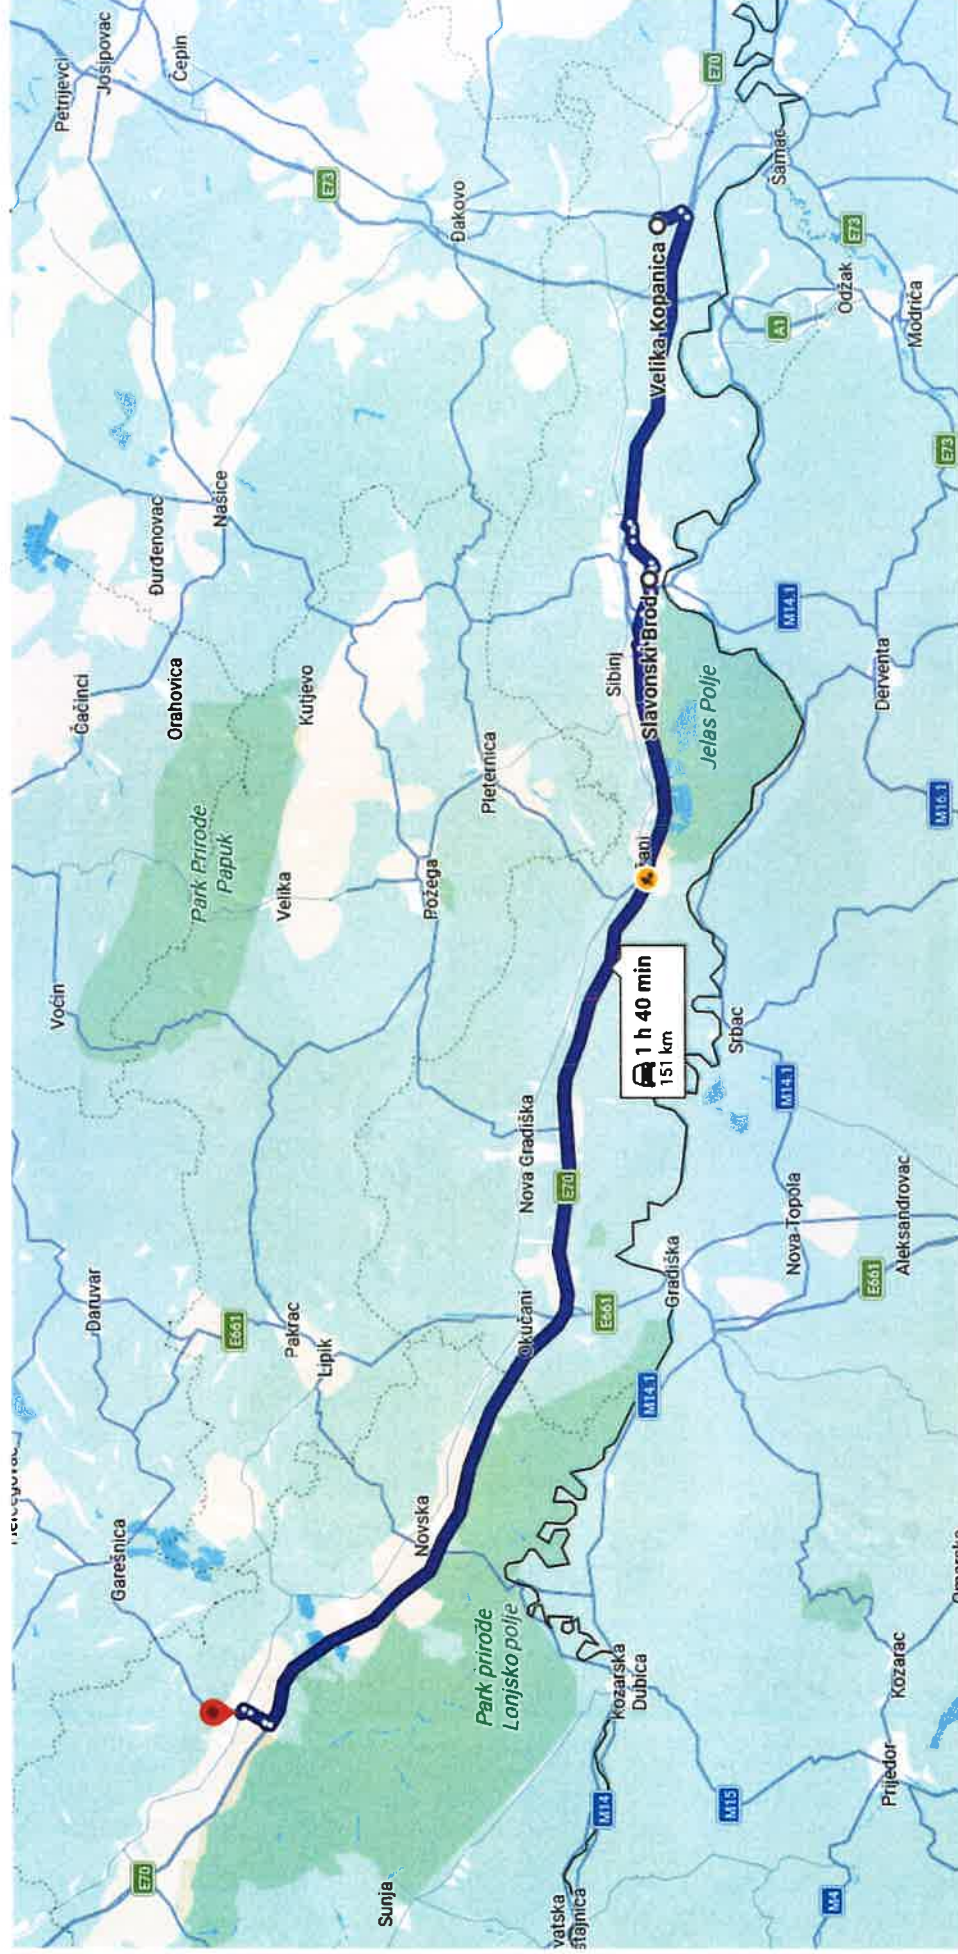 Petrijevci
Josipovac
Čepin
E73
E70
Đakovo
Šamac
Velika Kopanica
E73
Odžak
A1
Modriča
E73
Našice
Đurđenovac
Slavonski Brod
M14.1
Čačinci
Orahovica
Kutjevo
Sibinj
Jelas Polje
Derventa
Pleternica
M16.1
Park Prirode
Papuk
Velika
Požega
Voćin
1 h 40 min
151 km
Srbac
M14.1
Nova Gradiška
E70
Nova Topola
Aleksandrovac
Daruvar
E661
Pakrac
Lipik
Okučani
E661
Gradiška
E661
M14.1
Garešnica
Novska
Park prirode
Lonjsko polje
Kozarska
Dubica
Kozarac
Prijedor
E70
M14
M15
Sunja
M4